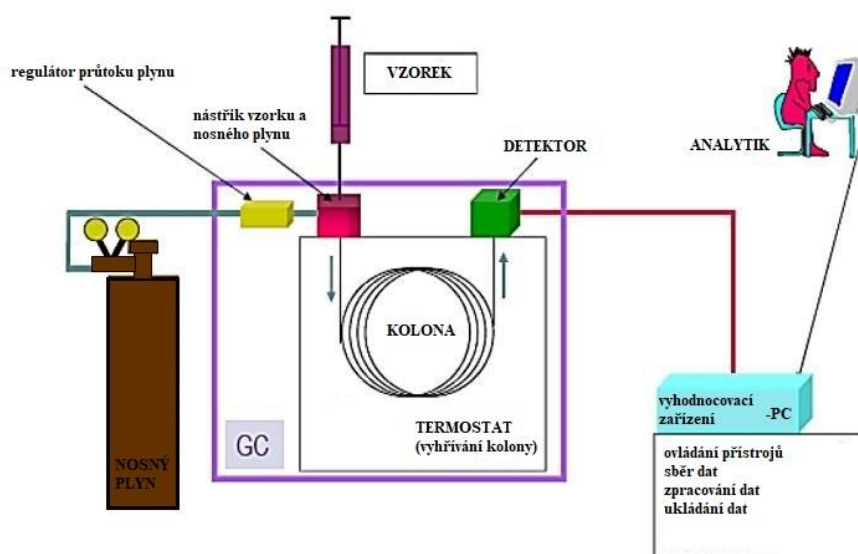 regulátor průtoku plynu
VZOREK
nástřik vzorku a
nosného plynu
DETEKTOR
ANALYTIK
KOLONA
TERMOSTAT
(vyhřívání kolony)
GC
NOSNÝ
PLYN
vyhodnocovací
zařízení -PC
ovládání přístrojů
sběr dat
zpracování dat
ukládání dat